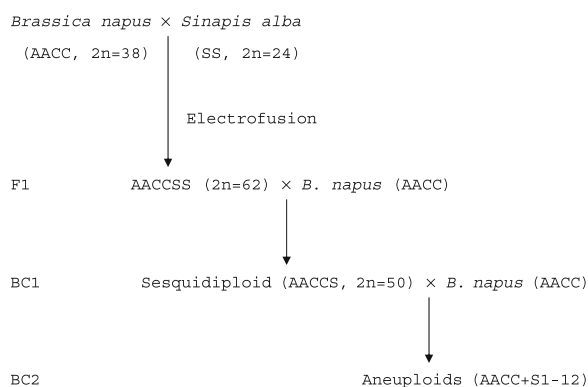 Brassica napus × Sinapis alba
(AACC, 2n=38) (SS, 2n=24)
Electrofusion
F1 AACCSS (2n=62) × B. napus (AACC)
BC1 Sesquidiploid (AACCS, 2n=50) × B. napus (AACC)
BC2 Aneuploids (AACC+S1-12)